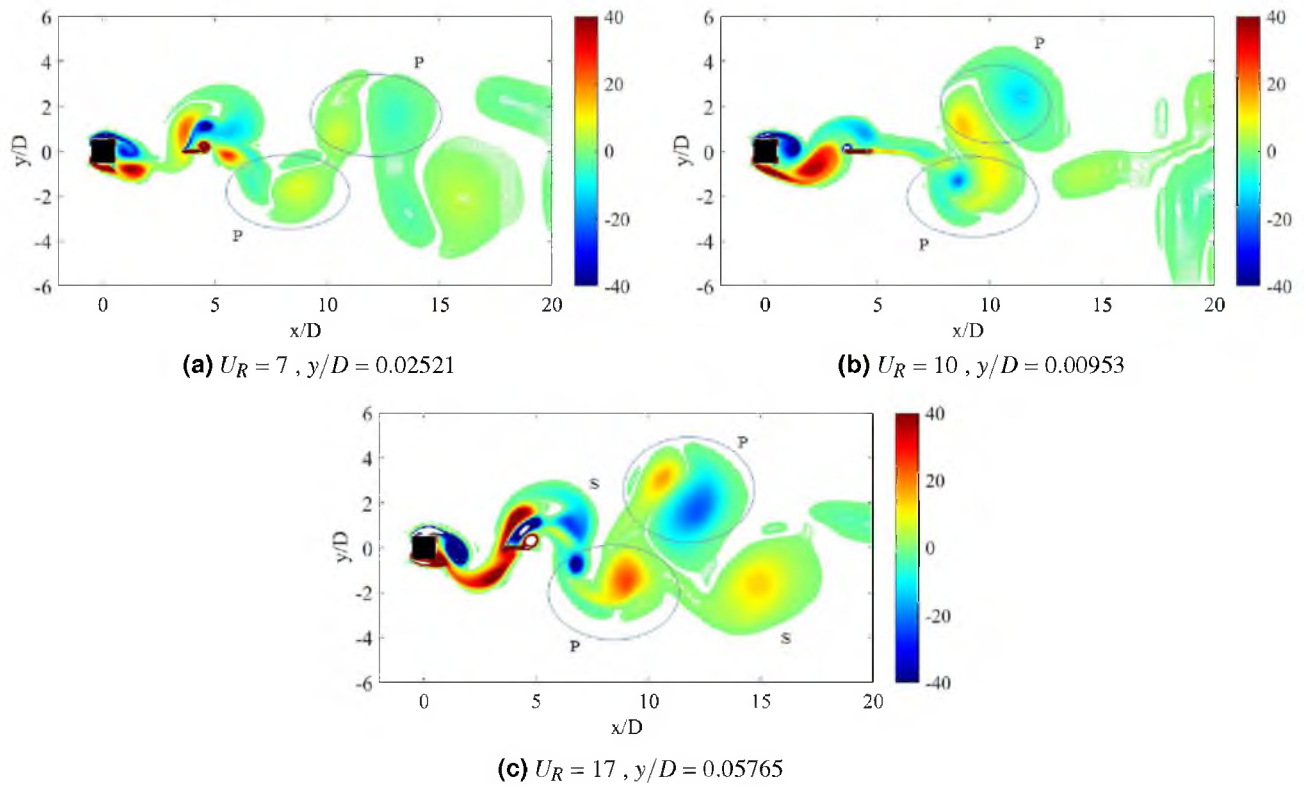 6
4
2
0
-2
-4
-6
y/D
0 5 10 15 20
x/D
P
P
40
20
0
-20
-40
(a) U_R = 7 , y/D = 0.02521
6
4
2
0
-2
-4
-6
y/D
0 5 10 15 20
x/D
P
P
40
20
0
-20
-40
(b) U_R = 10 , y/D = 0.00953
6
4
2
0
-2
-4
-6
y/D
0 5 10 15 20
x/D
S
P
P
S
40
20
0
-20
-40
(c) U_R = 17 , y/D = 0.05765